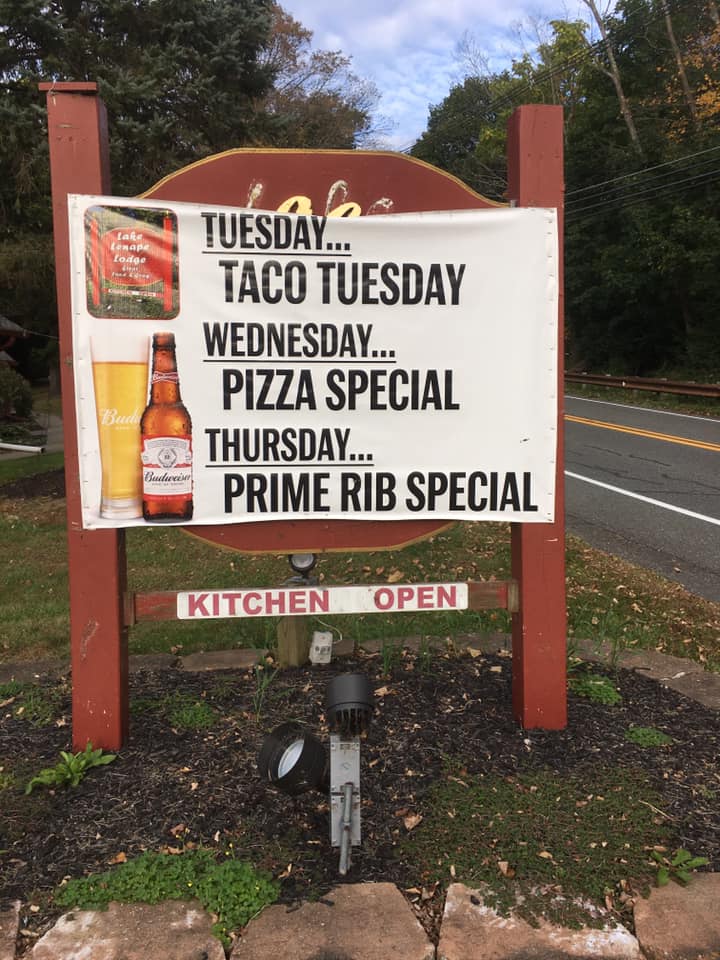 Lake
Lenape
Lodge
TUESDAY...
TACO TUESDAY
WEDNESDAY...
PIZZA SPECIAL
THURSDAY...
PRIME RIB SPECIAL
Budweiser
KITCHEN OPEN